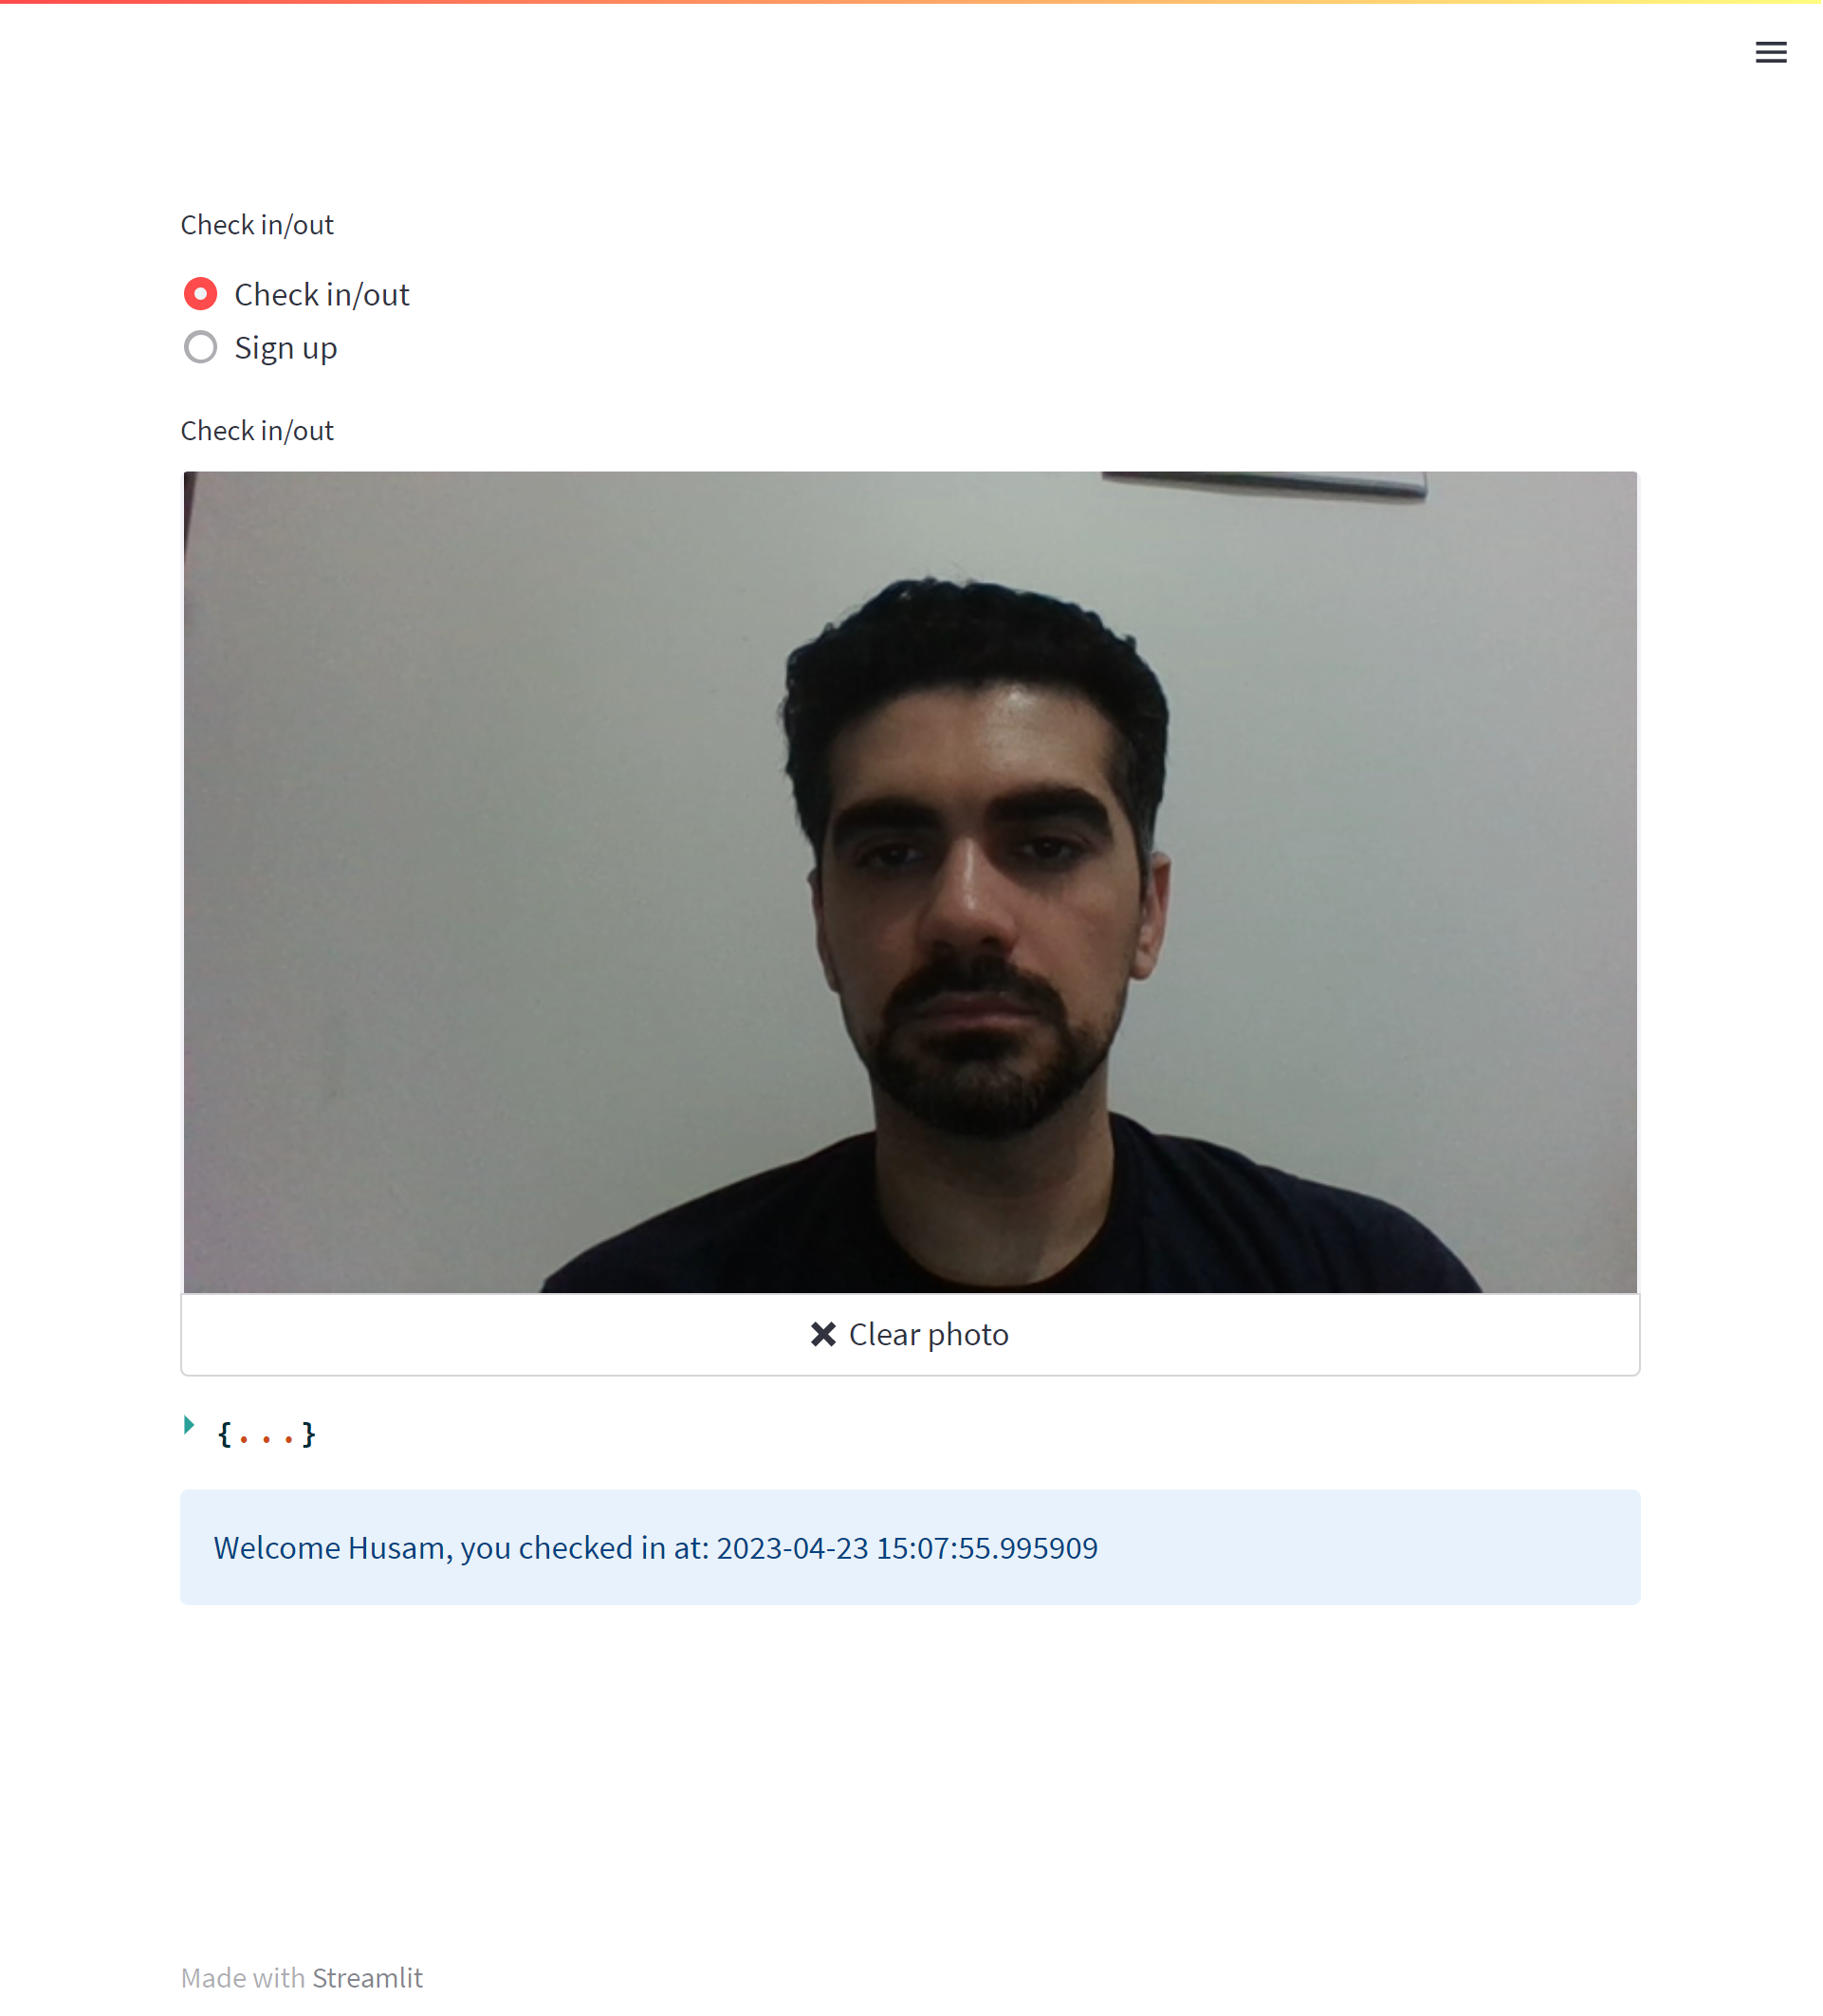 Check in/out
Check in/out
Sign up
Check in/out
Clear photo
{...}
Welcome Husam, you checked in at: 2023-04-23 15:07:55.995909
Made with Streamlit